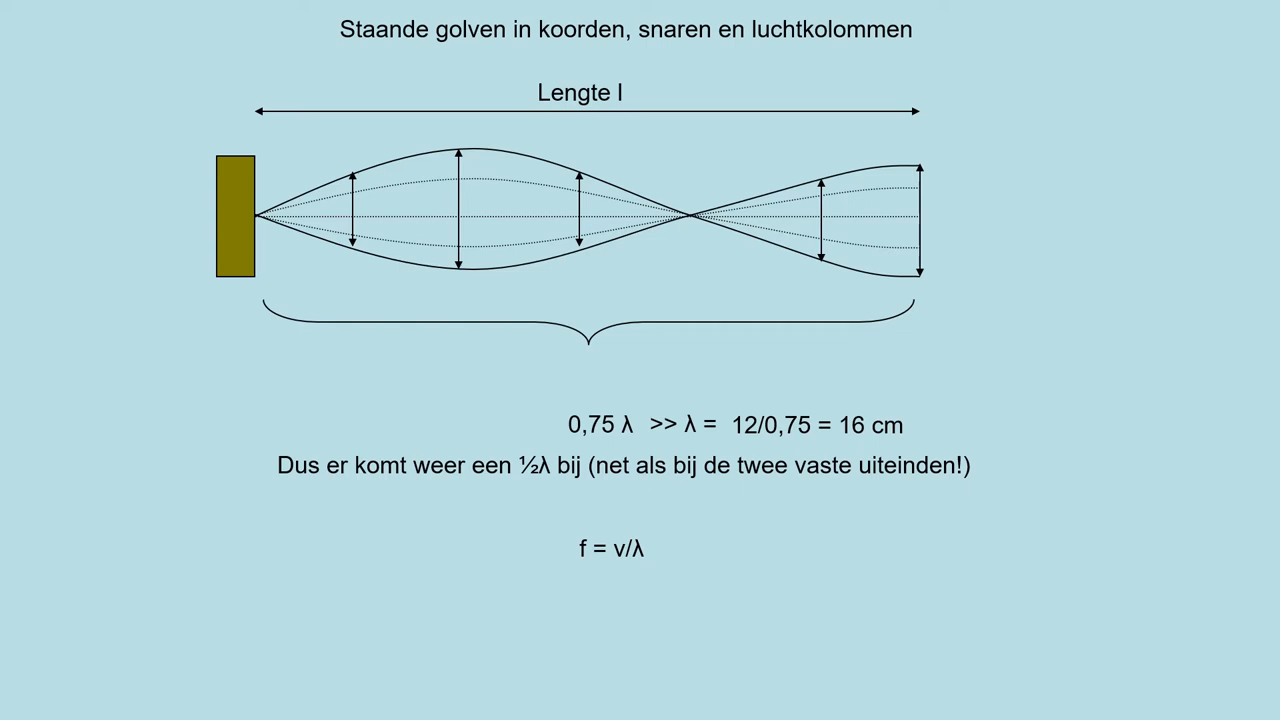 Staande golven in koorden, snaren en luchtkolommen
Lengte l
0,75 λ >> λ = 12/0,75 = 16 cm
Dus er komt weer een ½λ bij (net als bij de twee vaste uiteinden!)
f = v/λ